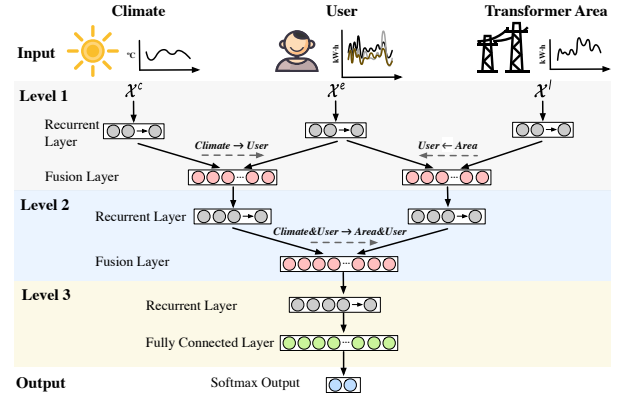 Climate
User
Transformer Area
Input
°C
kW·h
kW·h
Level 1
𝒳ᶜ
𝒳ᵉ
𝒳ˡ
Recurrent
Layer
Climate → User
User ← Area
Fusion Layer
Level 2
Recurrent Layer
Climate&User → Area&User
Fusion Layer
Level 3
Recurrent Layer
Fully Connected Layer
Output
Softmax Output